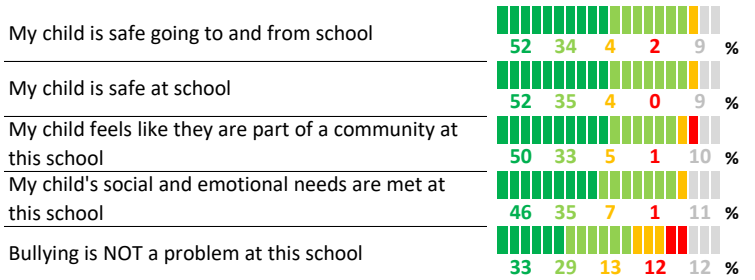 My child is safe going to and from school
52 34 4 2 9 %
My child is safe at school
52 35 4 0 9 %
My child feels like they are part of a community at
this school
50 33 5 1 10 %
My child's social and emotional needs are met at
this school
46 35 7 1 11 %
Bullying is NOT a problem at this school
33 29 13 12 12 %